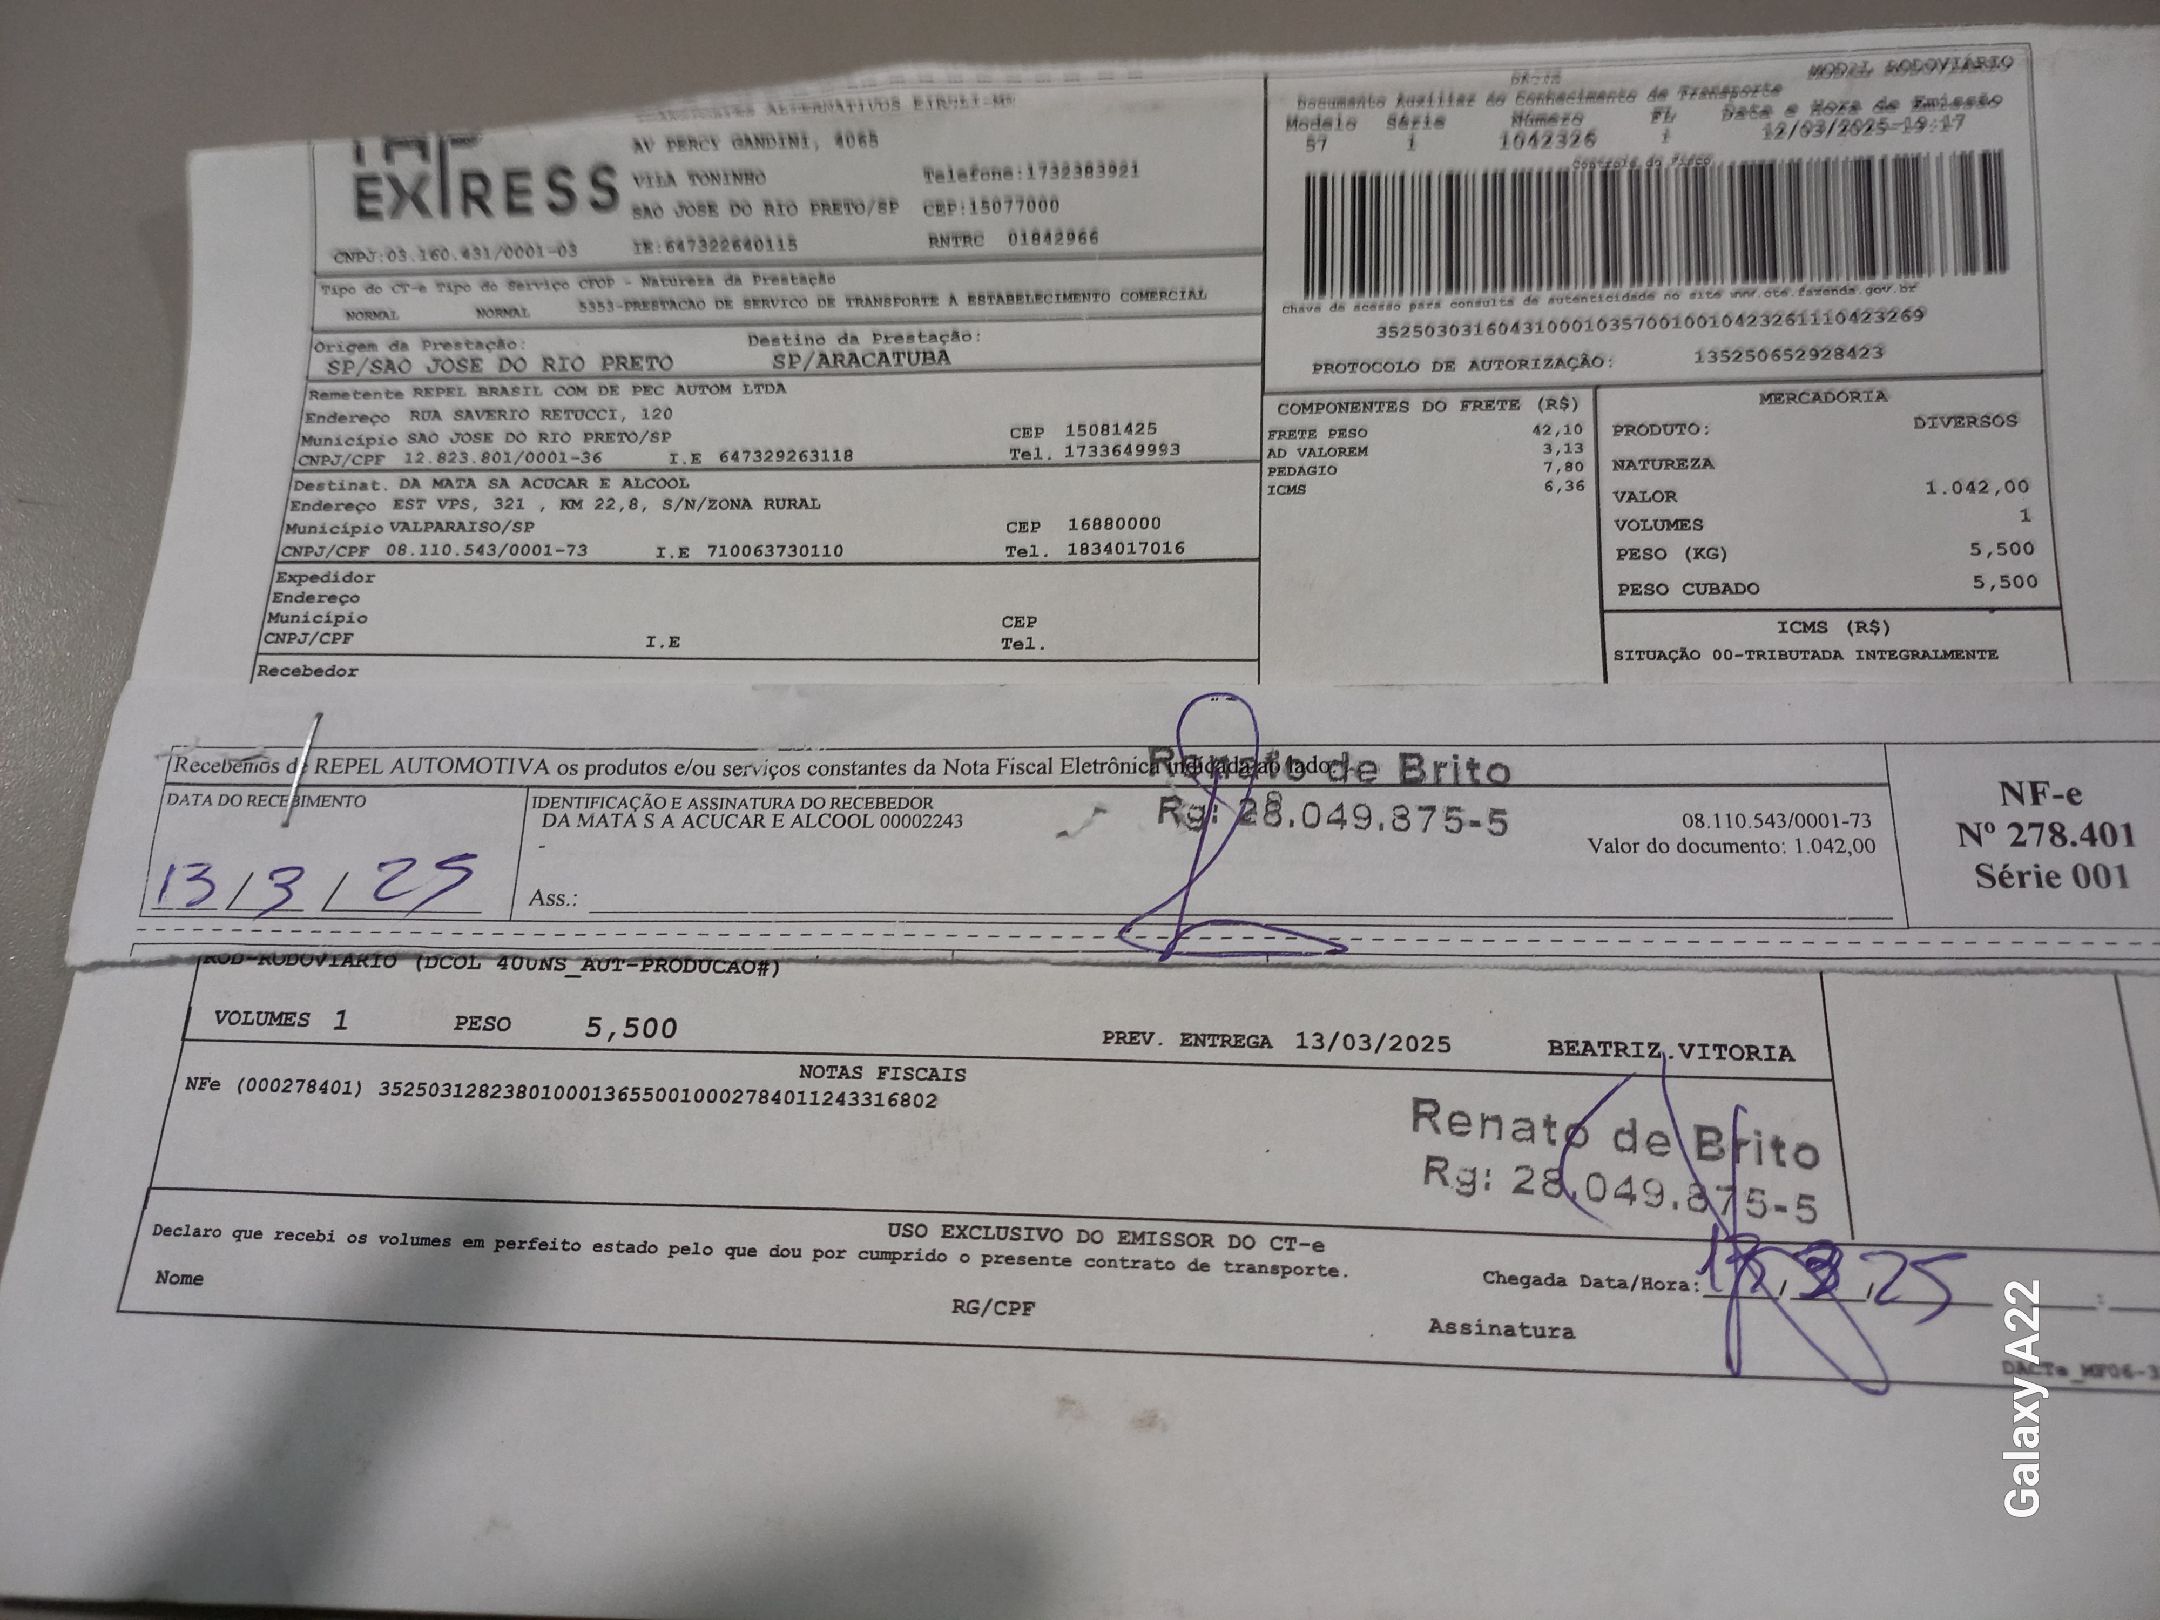 TRANSPORTES ALTERNATIVOS EIRELI-ME
EXPRESS
AV PERCY GANDINI, 4065
VILA TONINHO Telefone:1732383921
SAO JOSE DO RIO PRETO/SP CEP:15077000
CNPJ:03.160.431/0001-03 IE:647322640115 RNTRC 01842966
MODAL RODOVIÁRIO
Documento Auxiliar do Conhecimento de Transporte
Modelo Série Número FL Data e Hora de Emissão
57 1 1042326 1 12/03/2025-19:17
Controle do Fisco
Chave de acesso para consulta de autenticidade no site www.cte.fazenda.gov.br
35250303160431000103570010010423261110423269
PROTOCOLO DE AUTORIZAÇÃO: 135250652928423
Tipo do CT-e Tipo do Serviço CFOP - Natureza da Prestação
NORMAL NORMAL 5353-PRESTACAO DE SERVICO DE TRANSPORTE A ESTABELECIMENTO COMERCIAL
Origem da Prestação: Destino da Prestação:
SP/SAO JOSE DO RIO PRETO SP/ARACATUBA
Remetente REPEL BRASIL COM DE PEC AUTOM LTDA
Endereço RUA SAVERIO RETUCCI, 120
Município SAO JOSE DO RIO PRETO/SP CEP 15081425
CNPJ/CPF 12.823.801/0001-36 I.E 647329263118 Tel. 1733649993
Destinat. DA MATA SA ACUCAR E ALCOOL
Endereço EST VPS, 321 , KM 22,8, S/N/ZONA RURAL
Município VALPARAISO/SP CEP 16880000
CNPJ/CPF 08.110.543/0001-73 I.E 710063730110 Tel. 1834017016
Expedidor
Endereço
Município CEP
CNPJ/CPF I.E Tel.
Recebedor
COMPONENTES DO FRETE (R$)
FRETE PESO 42,10
AD VALOREM 3,13
PEDAGIO 7,80
ICMS 6,36
MERCADORIA
PRODUTO: DIVERSOS
NATUREZA
VALOR 1.042,00
VOLUMES 1
PESO (KG) 5,500
PESO CUBADO 5,500
ICMS (R$)
SITUAÇÃO 00-TRIBUTADA INTEGRALMENTE
Recebemos de REPEL AUTOMOTIVA os produtos e/ou serviços constantes da Nota Fiscal Eletrônica indicada ao lado
Renato de Brito
Rg: 28.049.875-5
DATA DO RECEBIMENTO
13/3/25
IDENTIFICAÇÃO E ASSINATURA DO RECEBEDOR
DA MATA S A ACUCAR E ALCOOL 00002243
-
08.110.543/0001-73
Valor do documento: 1.042,00
Ass.:
NF-e
Nº 278.401
Série 001
ROD-RODOVIARIO (DCOL 40UNS_AUT-PRODUCAO#)
VOLUMES 1 PESO 5,500 PREV. ENTREGA 13/03/2025 BEATRIZ.VITORIA
NOTAS FISCAIS
NFe (000278401) 35250312823801000136550010002784011243316802
Renato de Brito
Rg: 28.049.875-5
USO EXCLUSIVO DO EMISSOR DO CT-e
Declaro que recebi os volumes em perfeito estado pelo que dou por cumprido o presente contrato de transporte.
Nome RG/CPF
Chegada Data/Hora: 13/3/25 :
Assinatura
DACTe_MF06-3
Galaxy A22